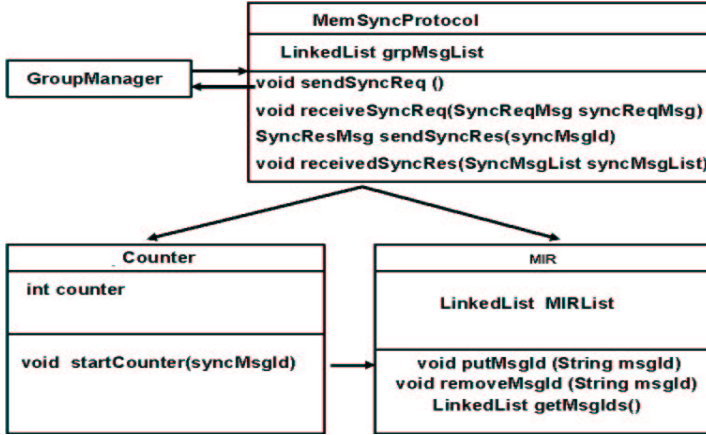 MemSyncProtocol
LinkedList grpMsgList
GroupManager
void sendSyncReq ()
void receiveSyncReq(SyncReqMsg syncReqMsg)
SyncResMsg sendSyncRes(syncMsgId)
void receivedSyncRes(SyncMsgList syncMsgList)
Counter
int counter
void startCounter(syncMsgId)
MIR
LinkedList MIRList
void putMsgId (String msgId)
void removeMsgId (String msgId)
LinkedList getMsgIds()